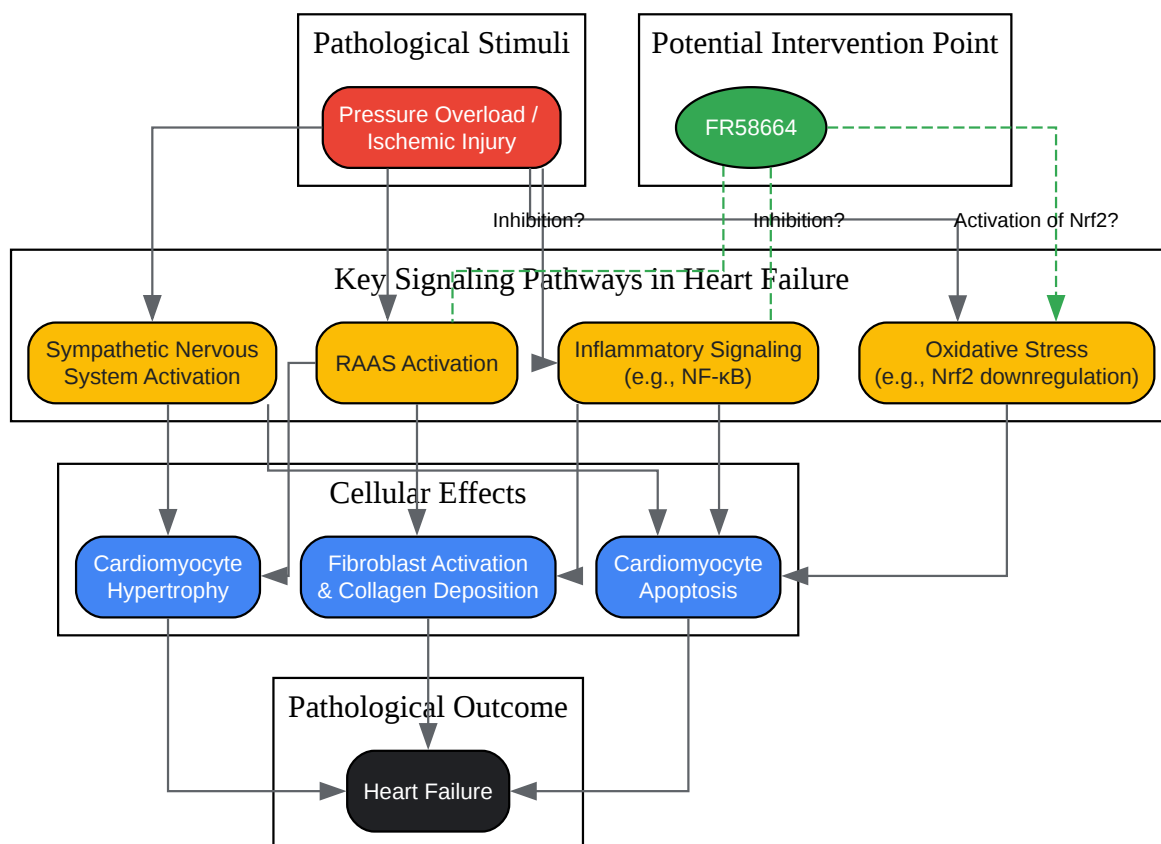 Pathological Stimuli
Potential Intervention Point
Pressure Overload /
Ischemic Injury
FR58664
Inhibition?
Inhibition?
Activation of Nrf2?
Key Signaling Pathways in Heart Failure
Sympathetic Nervous
System Activation
RAAS Activation
Inflammatory Signaling
(e.g., NF-κB)
Oxidative Stress
(e.g., Nrf2 downregulation)
Cellular Effects
Cardiomyocyte
Hypertrophy
Fibroblast Activation
& Collagen Deposition
Cardiomyocyte
Apoptosis
Pathological Outcome
Heart Failure